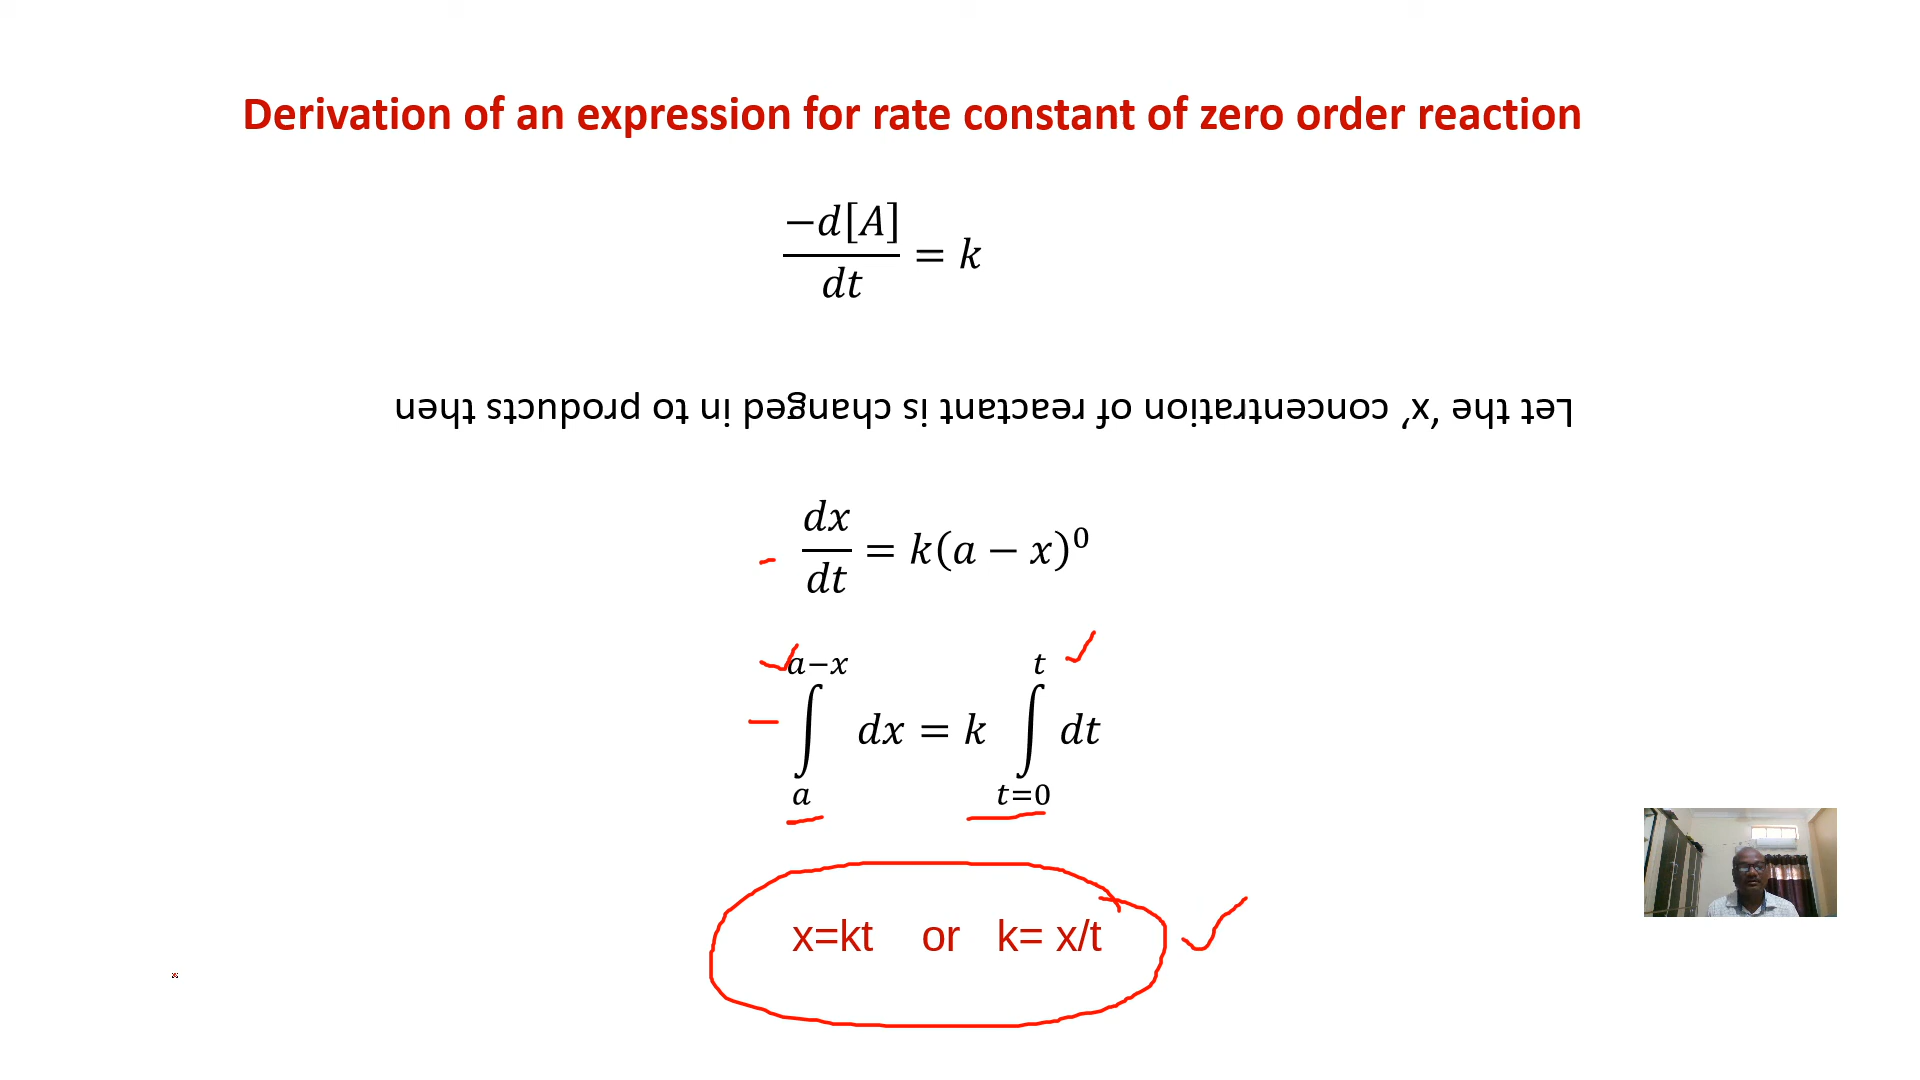 Derivation of an expression for rate constant of zero order reaction
−d[A]/dt = k
Let the 'x' concentration of reactant is changed in to products then
- dx/dt = k(a − x)⁰
− ∫_a^{a−x} dx = k ∫_{t=0}^{t} dt
x=kt or k= x/t